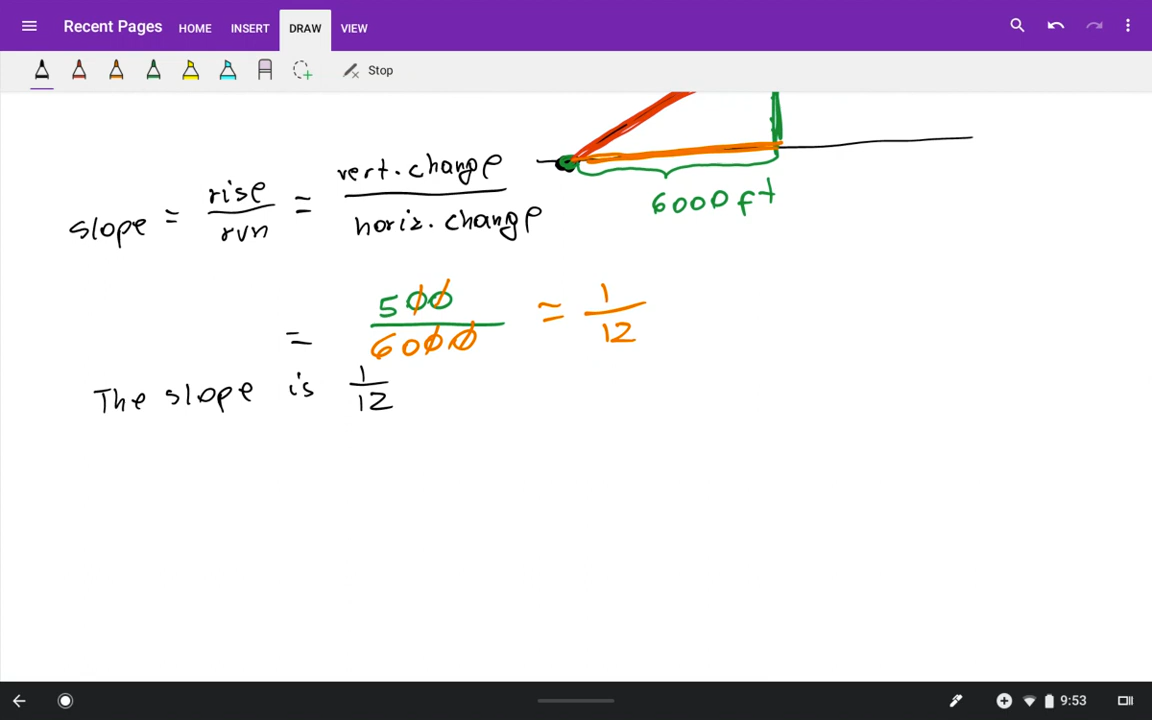 Recent Pages HOME INSERT DRAW VIEW
Stop
slope = rise/run = vert. change/horiz. change
6000 ft
= 500/6000 = 1/12
The slope is 1/12
9:53